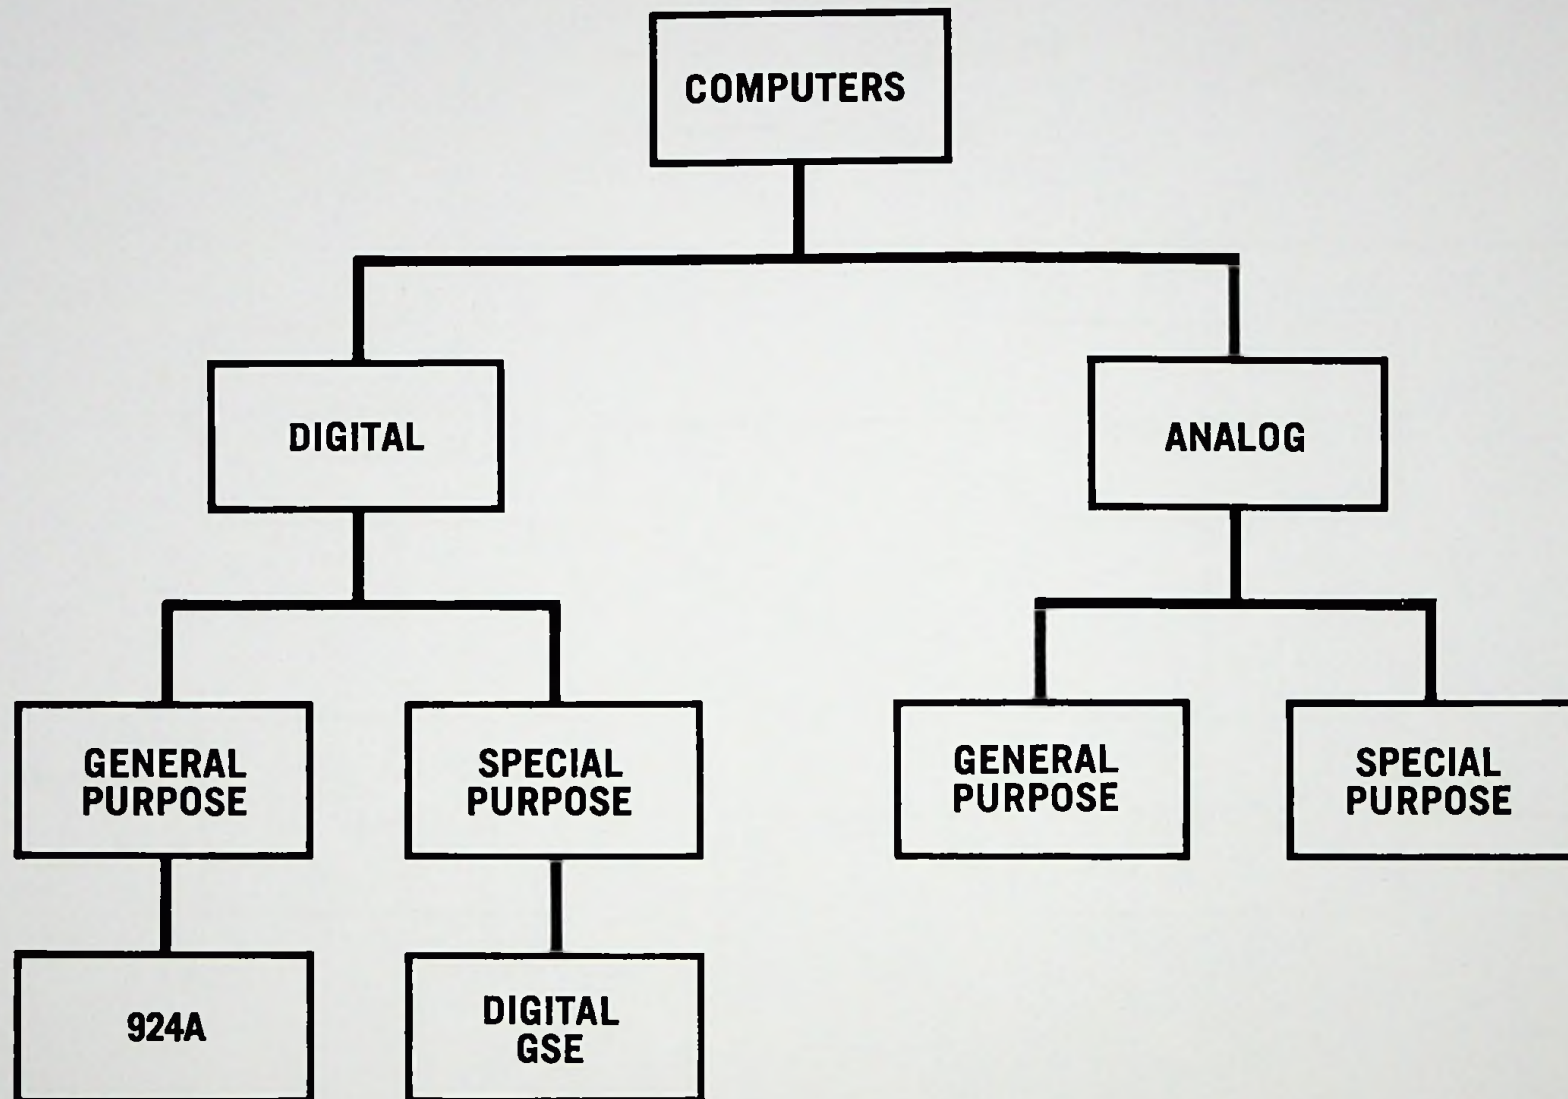 COMPUTERS
DIGITAL
ANALOG
GENERAL
PURPOSE
SPECIAL
PURPOSE
GENERAL
PURPOSE
SPECIAL
PURPOSE
924A
DIGITAL
GSE